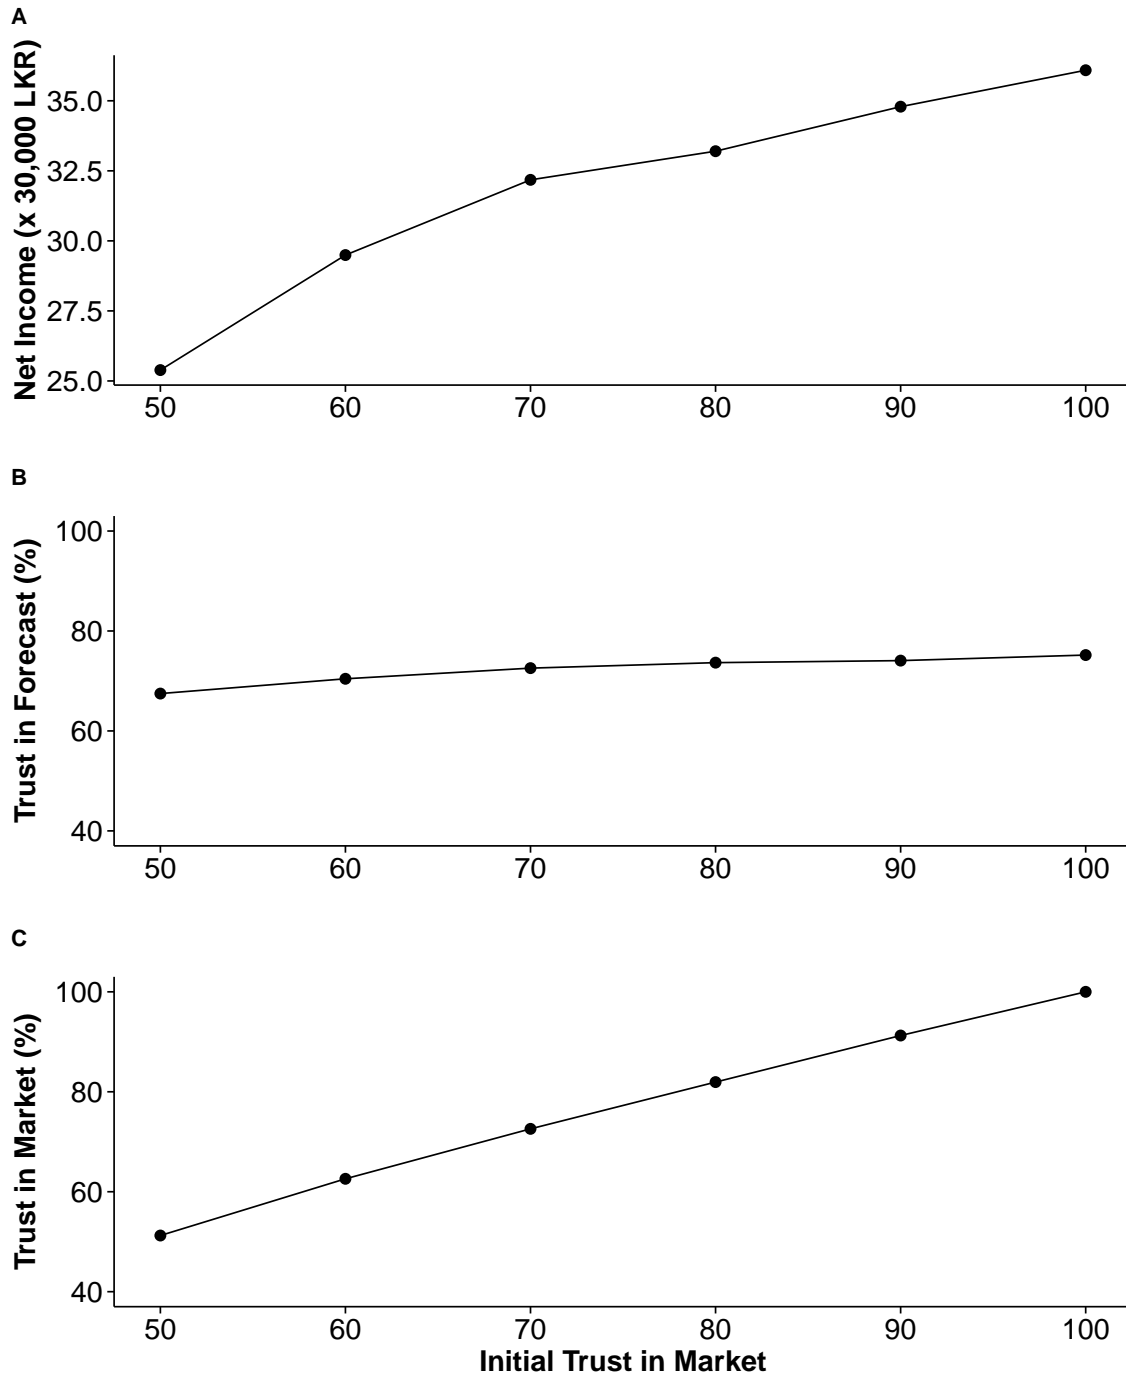 A
Net Income (x 30,000 LKR)
35.0
32.5
30.0
27.5
25.0
50 60 70 80 90 100
B
Trust in Forecast (%)
100
80
60
40
50 60 70 80 90 100
C
Trust in Market (%)
100
80
60
40
50 60 70 80 90 100
Initial Trust in Market